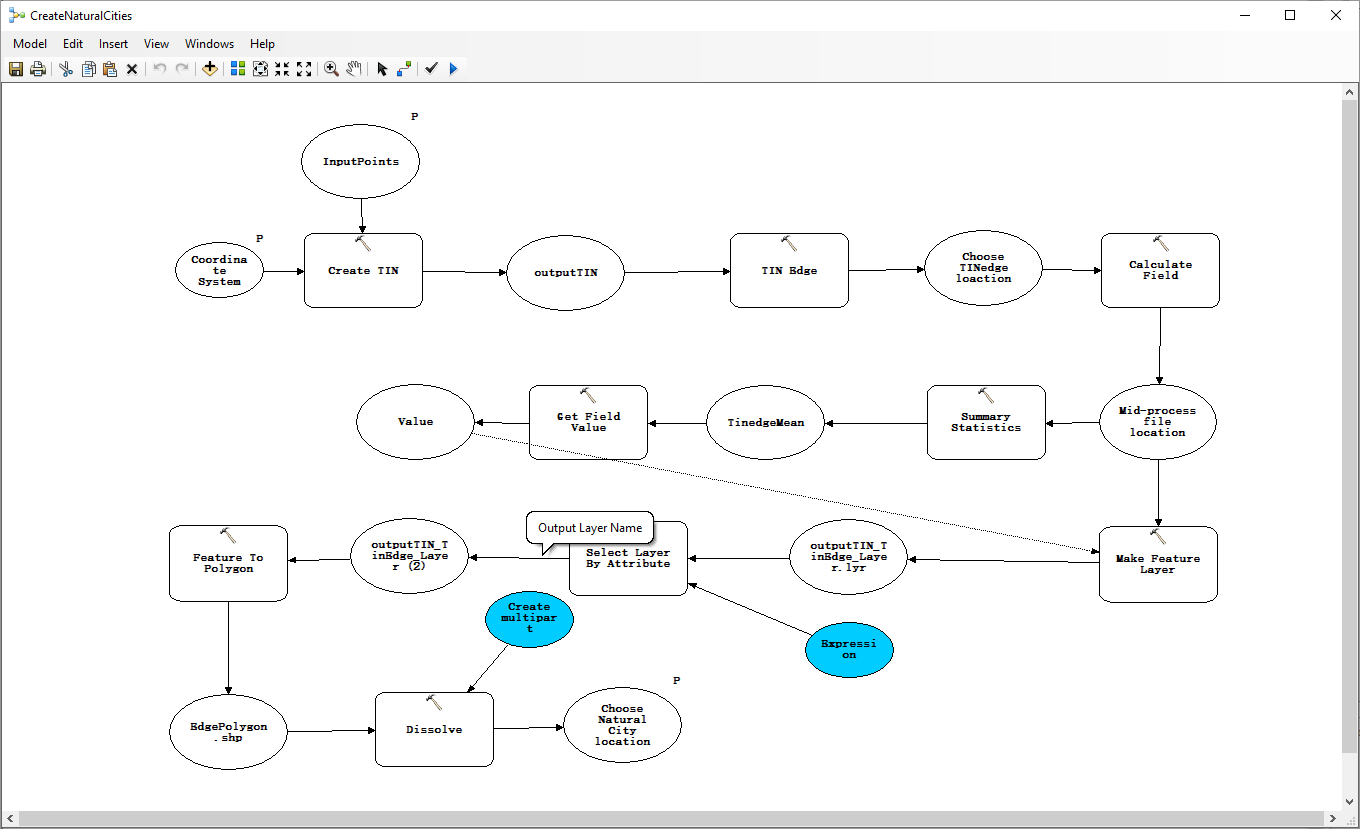 CreateNaturalCities
Model Edit Insert View Windows Help
P
InputPoints
P
Coordina
te
System
Create TIN
outputTIN
TIN Edge
Choose
TINedge
loaction
Calculate
Field
Value
Get Field
Value
TinedgeMean
Summary
Statistics
Mid-process
file
location
Feature To
Polygon
outputTIN_T
inEdge_Laye
r (2)
Output Layer Name
Select Layer
By Attribute
outputTIN_T
inEdge_Laye
r.lyr
Make Feature
Layer
Create
multipar
t
Expressi
on
P
EdgePolygon
.shp
Dissolve
Choose
Natural
City
location